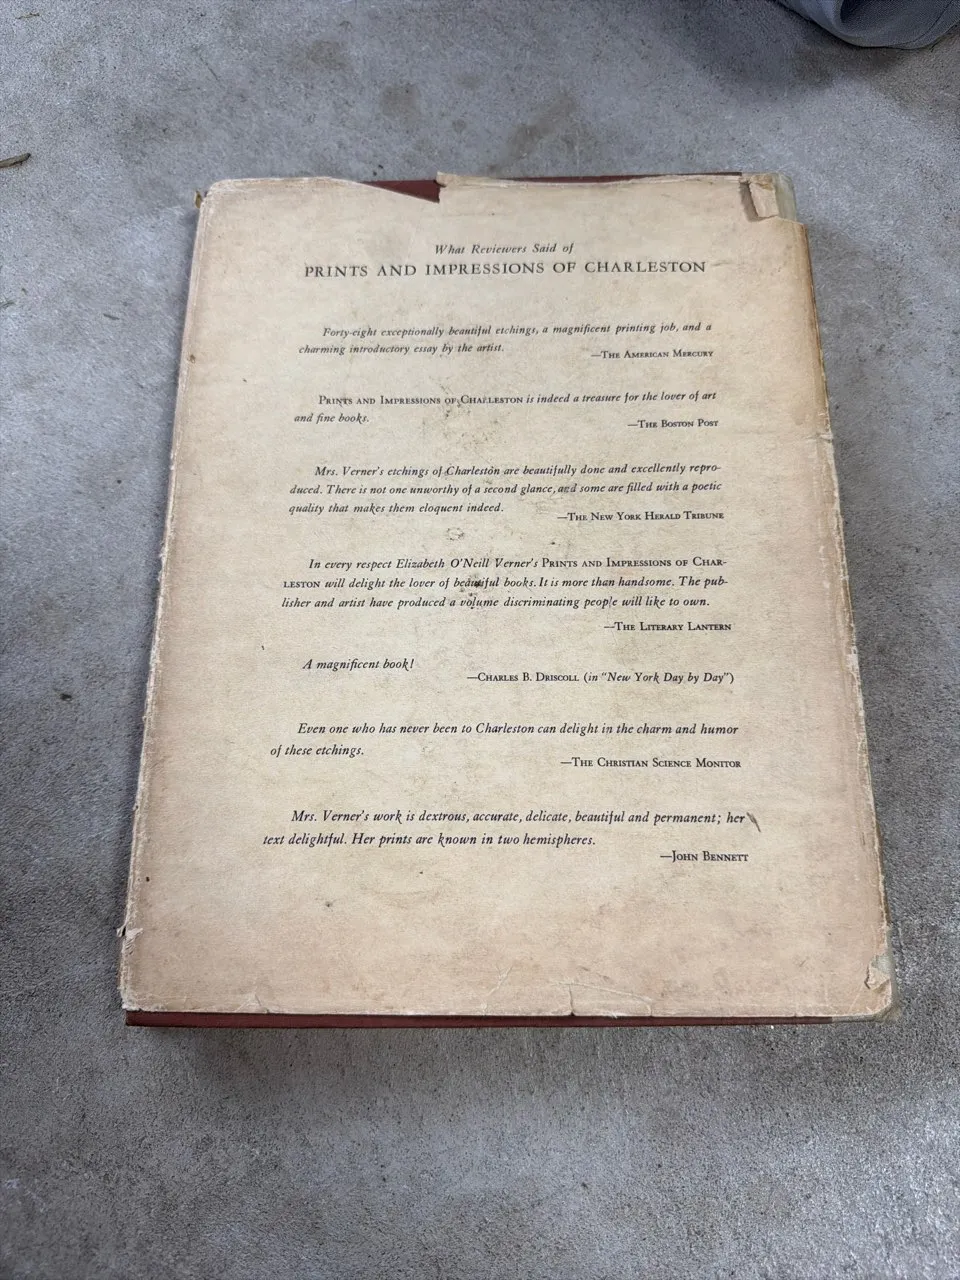 What Reviewers Said of
PRINTS AND IMPRESSIONS OF CHARLESTON
Forty-eight exceptionally beautiful etchings, a magnificent printing job, and a
charming introductory essay by the artist.
—THE AMERICAN MERCURY
PRINTS AND IMPRESSIONS OF CHARLESTON is indeed a treasure for the lover of art
and fine books.
—THE BOSTON POST
Mrs. Verner's etchings of Charleston are beautifully done and excellently repro-
duced. There is not one unworthy of a second glance, and some are filled with a poetic
quality that makes them eloquent indeed.
—THE NEW YORK HERALD TRIBUNE
In every respect Elizabeth O'Neill Verner's PRINTS AND IMPRESSIONS OF CHAR-
LESTON will delight the lover of beautiful books. It is more than handsome. The pub-
lisher and artist have produced a volume discriminating people will like to own.
—THE LITERARY LANTERN
A magnificent book!
—CHARLES B. DRISCOLL (in "New York Day by Day")
Even one who has never been to Charleston can delight in the charm and humor
of these etchings.
—THE CHRISTIAN SCIENCE MONITOR
Mrs. Verner's work is dextrous, accurate, delicate, beautiful and permanent; her
text delightful. Her prints are known in two hemispheres.
—JOHN BENNETT